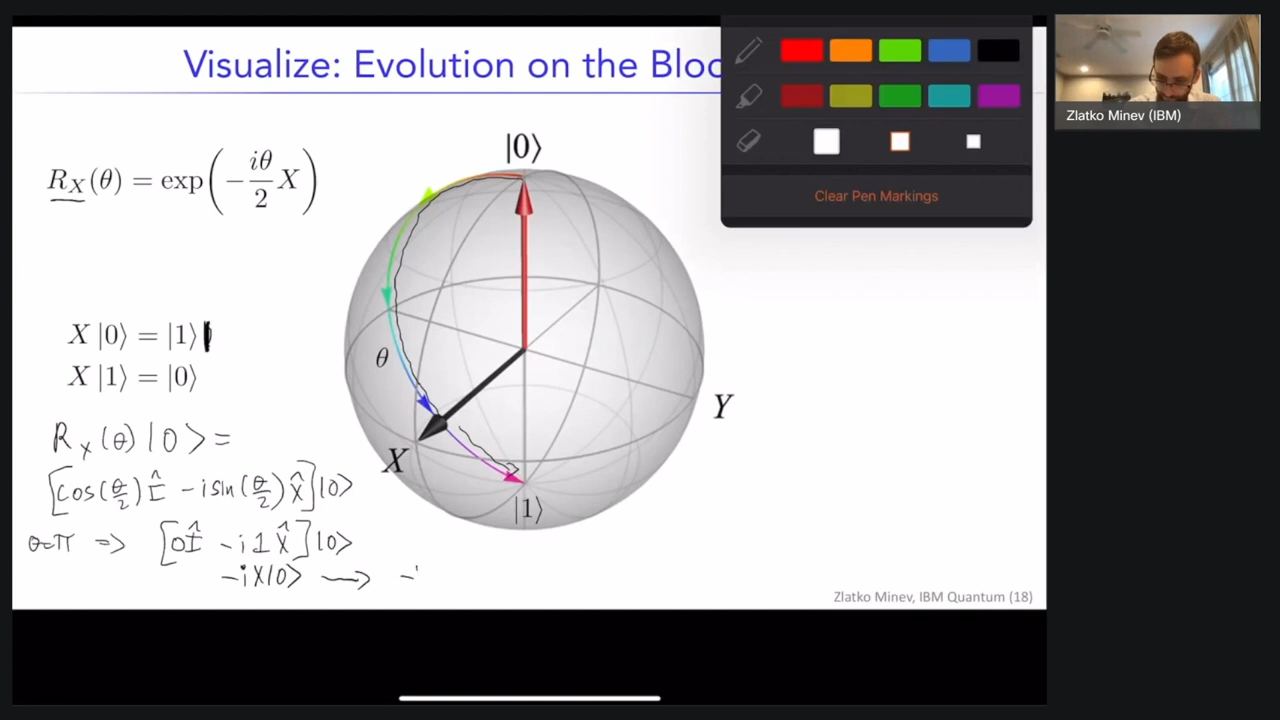 Visualize: Evolution on the Bloc
R_X(θ) = exp(−iθ/2 X)
|0⟩
X |0⟩ = |1⟩
X |1⟩ = |0⟩
θ
X
Y
|1⟩
R_X(θ)|0> =
[cos(θ/2)Î − i sin(θ/2)X̂]|0>
θ=π => [0Î − i1X̂]|0>
−iX|0> → −
Zlatko Minev, IBM Quantum (18)
Clear Pen Markings
Zlatko Minev (IBM)